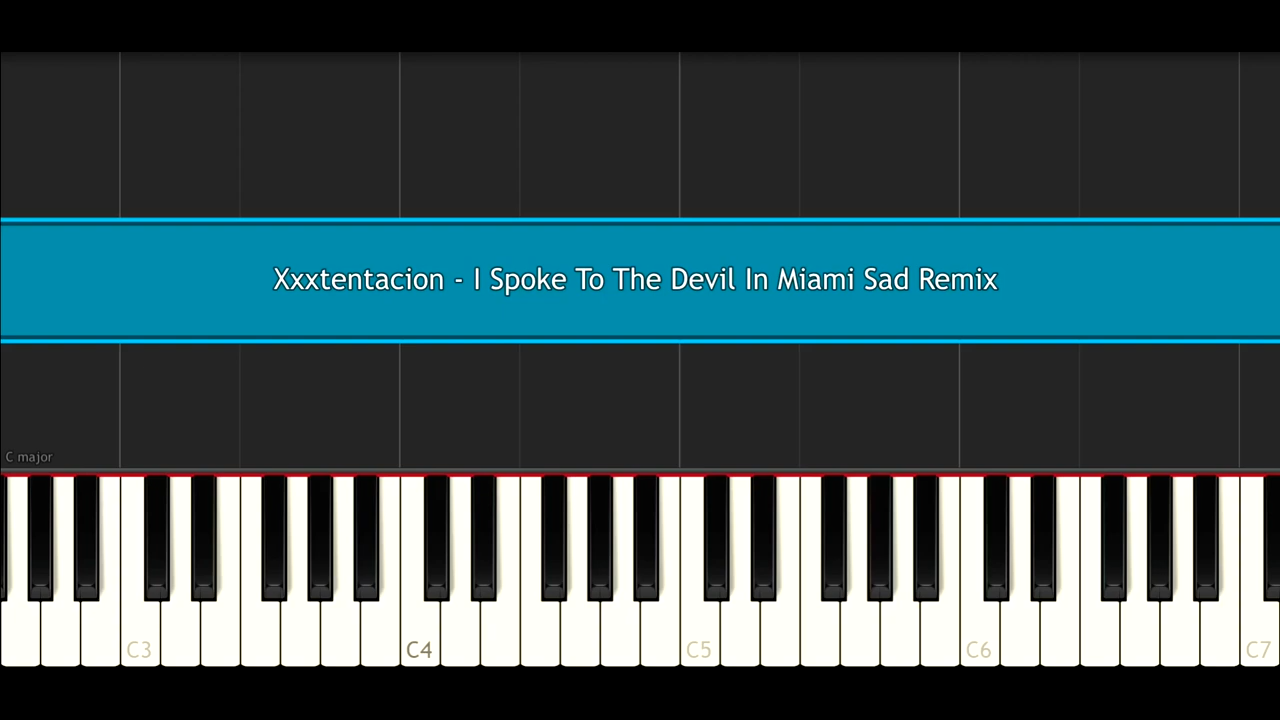 Xxxtentacion - I Spoke To The Devil In Miami Sad Remix
C major
C3 C4 C5 C6 C7